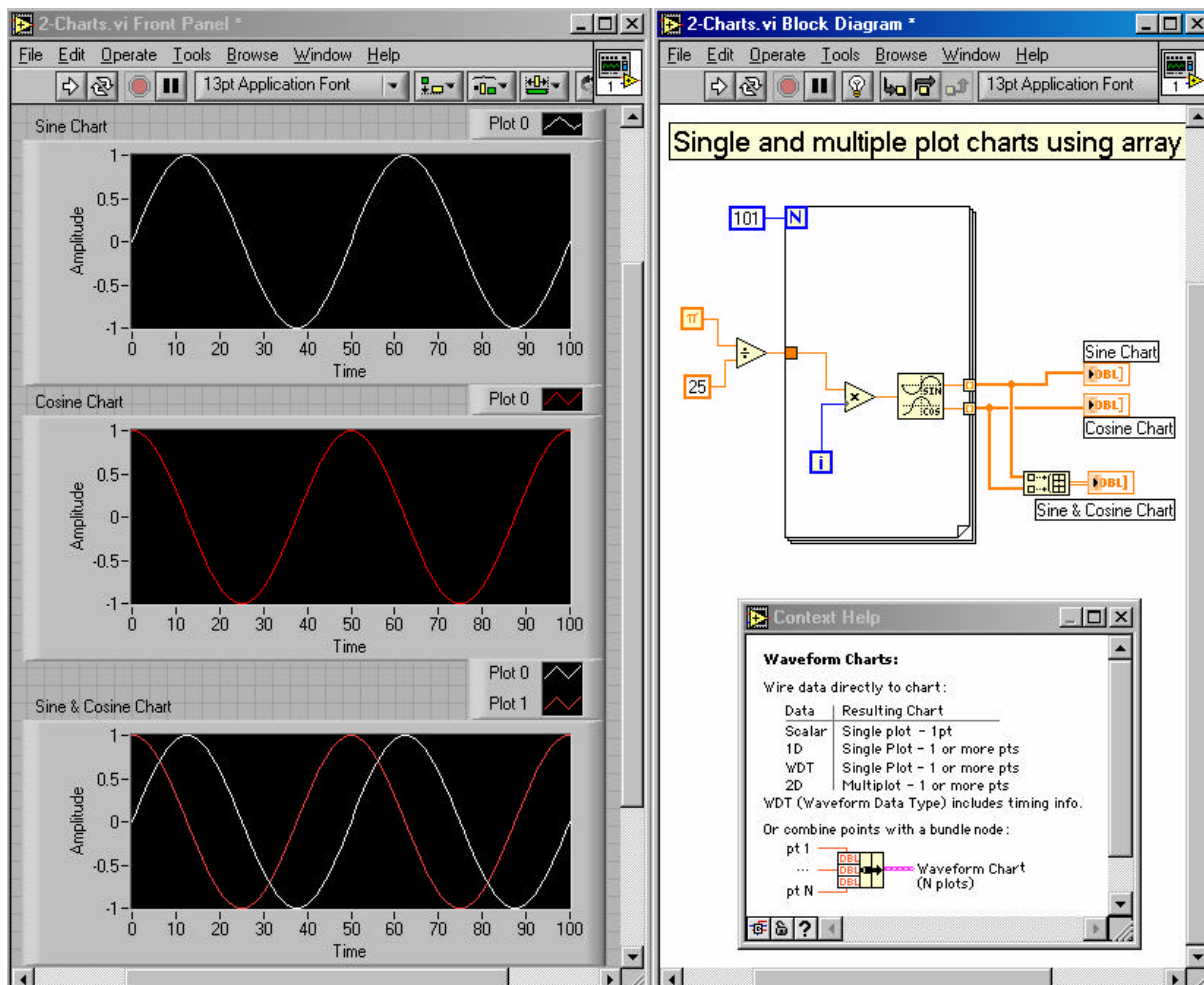 2-Charts.vi Front Panel *
File Edit Operate Tools Browse Window Help
13pt Application Font
1
Sine Chart
Plot 0
Amplitude
1
0.5
0
-0.5
-1
0 10 20 30 40 50 60 70 80 90 100
Time
Cosine Chart
Plot 0
Amplitude
1
0.5
0
-0.5
-1
0 10 20 30 40 50 60 70 80 90 100
Time
Plot 0
Plot 1
Sine & Cosine Chart
Amplitude
1
0.5
0
-0.5
-1
0 10 20 30 40 50 60 70 80 90 100
Time
2-Charts.vi Block Diagram *
File Edit Operate Tools Browse Window Help
13pt Application Font
1
Single and multiple plot charts using array
101
N
π
÷
25
×
i
SIN
COS
Sine Chart
DBL]
DBL]
Cosine Chart
DBL]
Sine & Cosine Chart
Context Help
Waveform Charts:
Wire data directly to chart:
Data Resulting Chart
Scalar Single plot - 1pt
1D Single Plot - 1 or more pts
WDT Single Plot - 1 or more pts
2D Multiplot - 1 or more pts
WDT (Waveform Data Type) includes timing info.
Or combine points with a bundle node:
pt 1
...
pt N
DBL
DBL
DBL
Waveform Chart
(N plots)
?